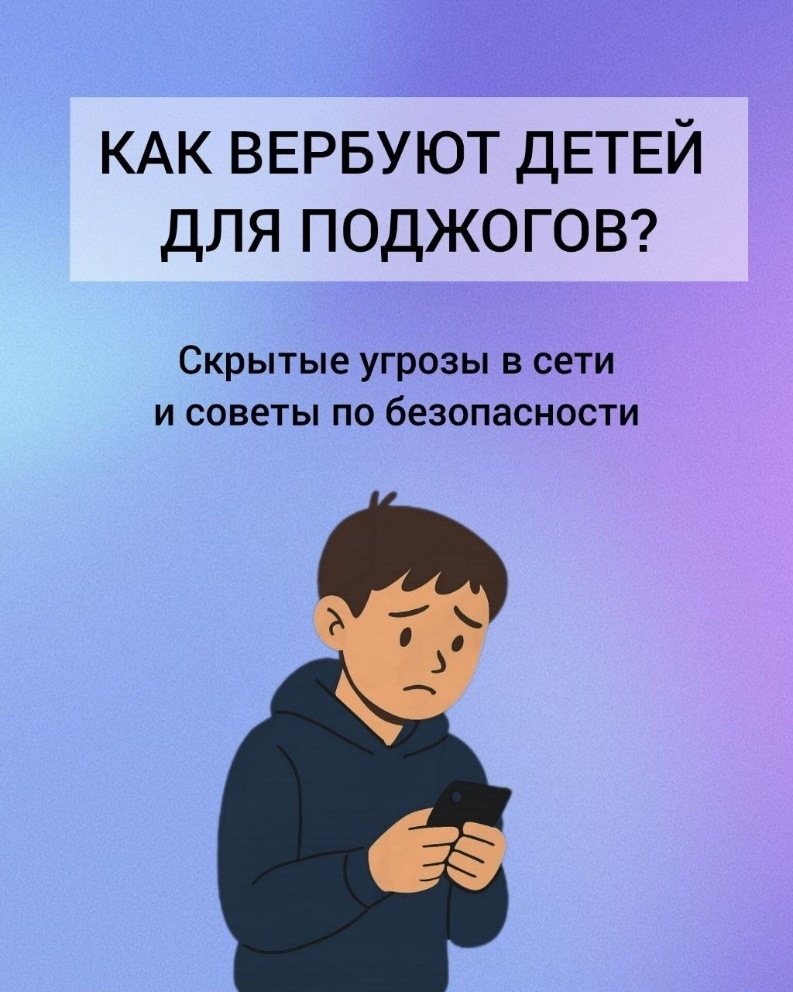 КАК ВЕРБУЮТ ДЕТЕЙ
ДЛЯ ПОДЖОГОВ?
Скрытые угрозы в сети
и советы по безопасности